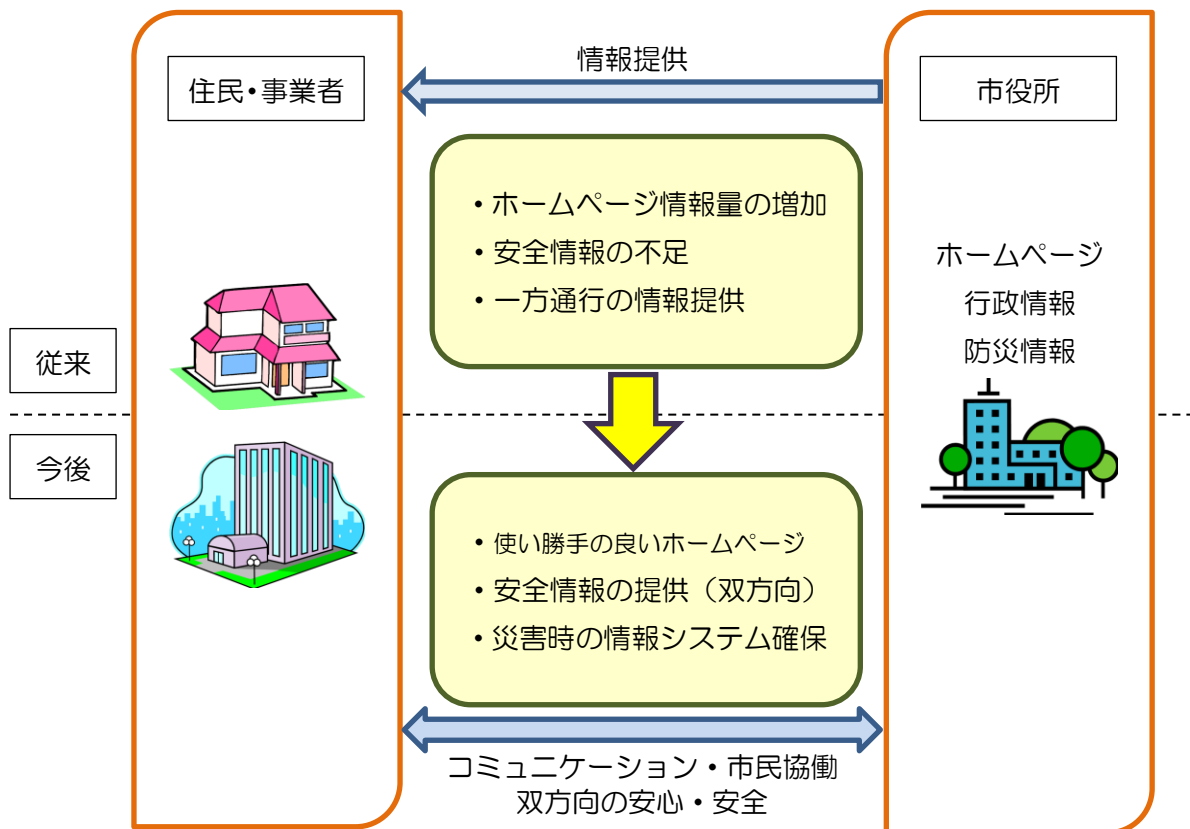 情報提供
住民・事業者
市役所
・ホームページ情報量の増加
・安全情報の不足
・一方通行の情報提供
ホームページ
行政情報
防災情報
従来
今後
・使い勝手の良いホームページ
・安全情報の提供（双方向）
・災害時の情報システム確保
コミュニケーション・市民協働
双方向の安心・安全